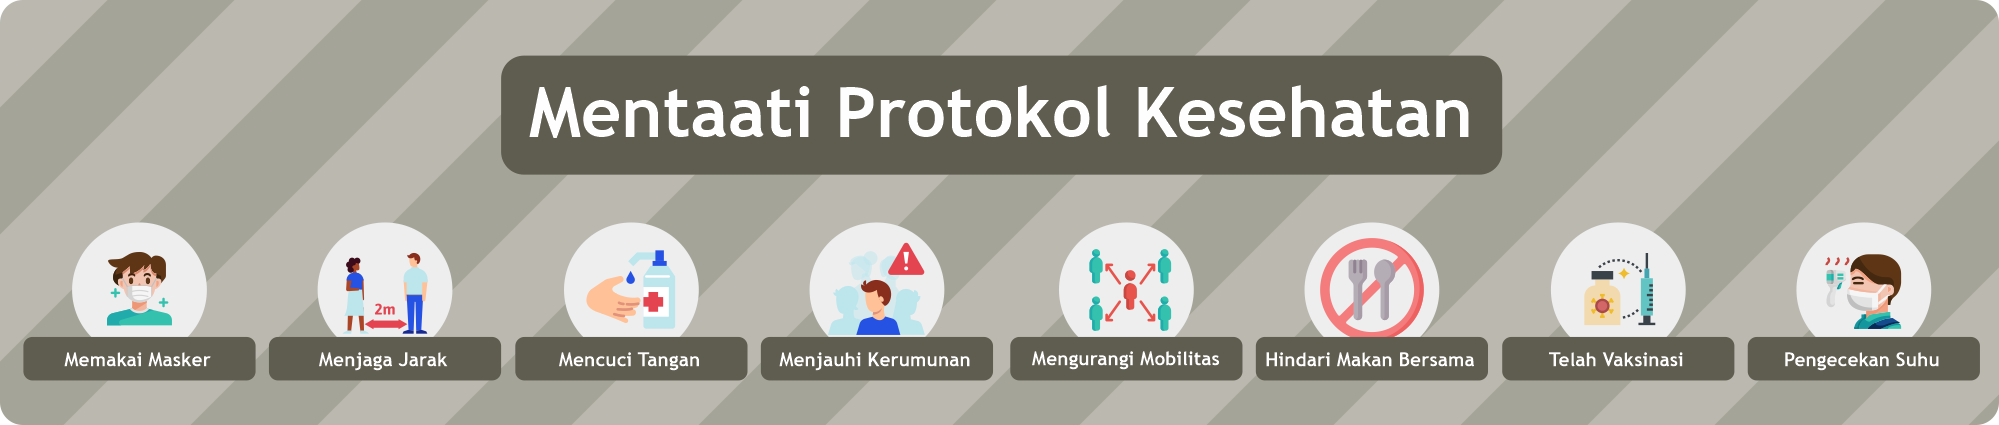 Mentaati Protokol Kesehatan
2m
Memakai Masker
Menjaga Jarak
Mencuci Tangan
Menjauhi Kerumunan
Mengurangi Mobilitas
Hindari Makan Bersama
Telah Vaksinasi
Pengecekan Suhu